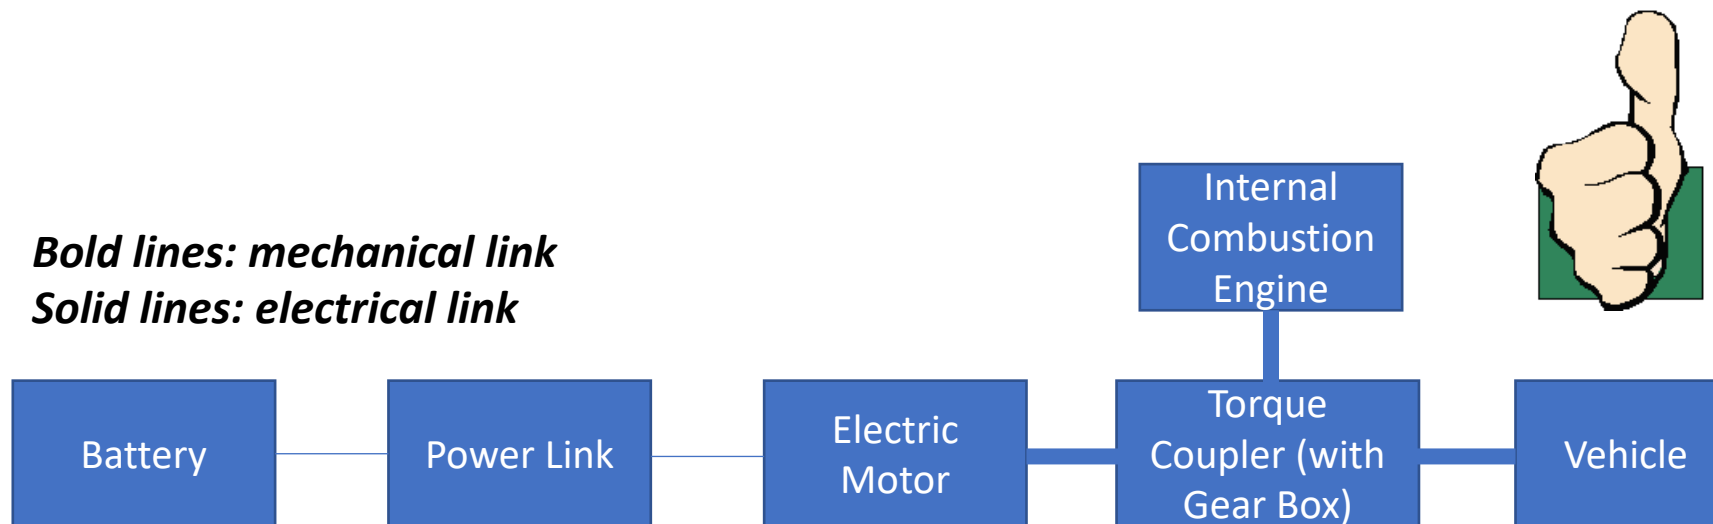 Internal
Combustion
Engine
Bold lines: mechanical link
Solid lines: electrical link
Battery
Power Link
Electric
Motor
Torque
Coupler (with
Gear Box)
Vehicle